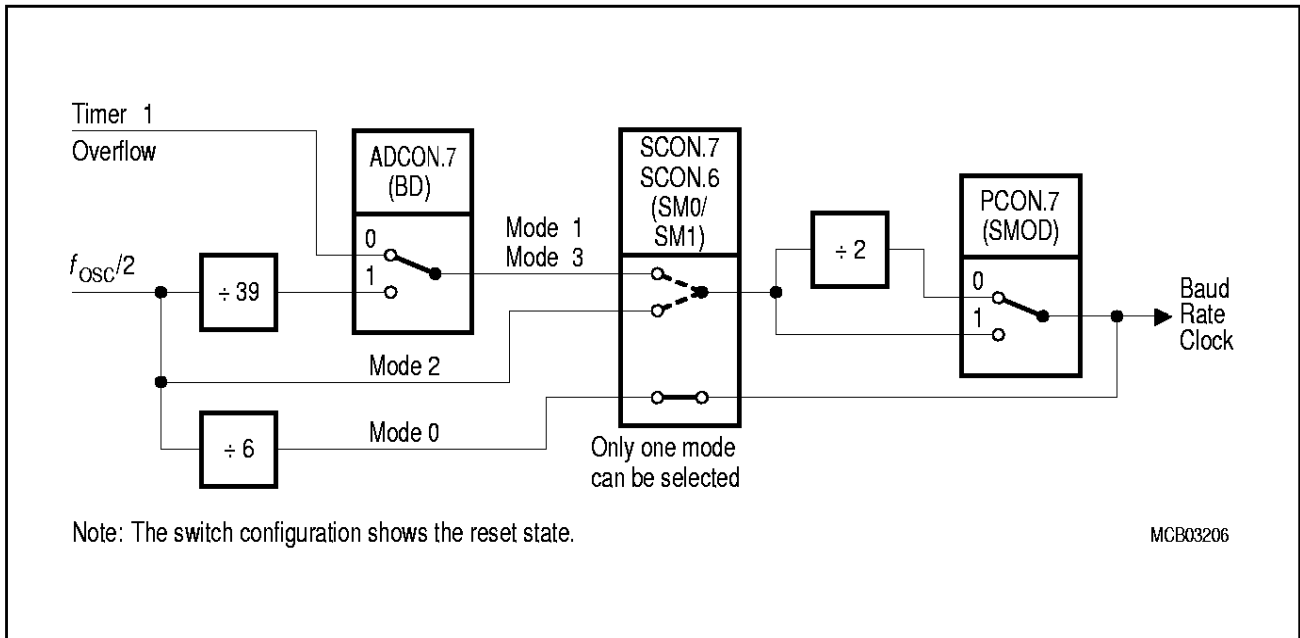 Timer 1
Overflow
f OSC/2
÷ 39
ADCON.7
(BD)
0
1
Mode 1
Mode 3
Mode 2
÷ 6
Mode 0
SCON.7
SCON.6
(SM0/
SM1)
Only one mode
can be selected
÷ 2
PCON.7
(SMOD)
0
1
Baud
Rate
Clock
Note: The switch configuration shows the reset state.
MCB03206